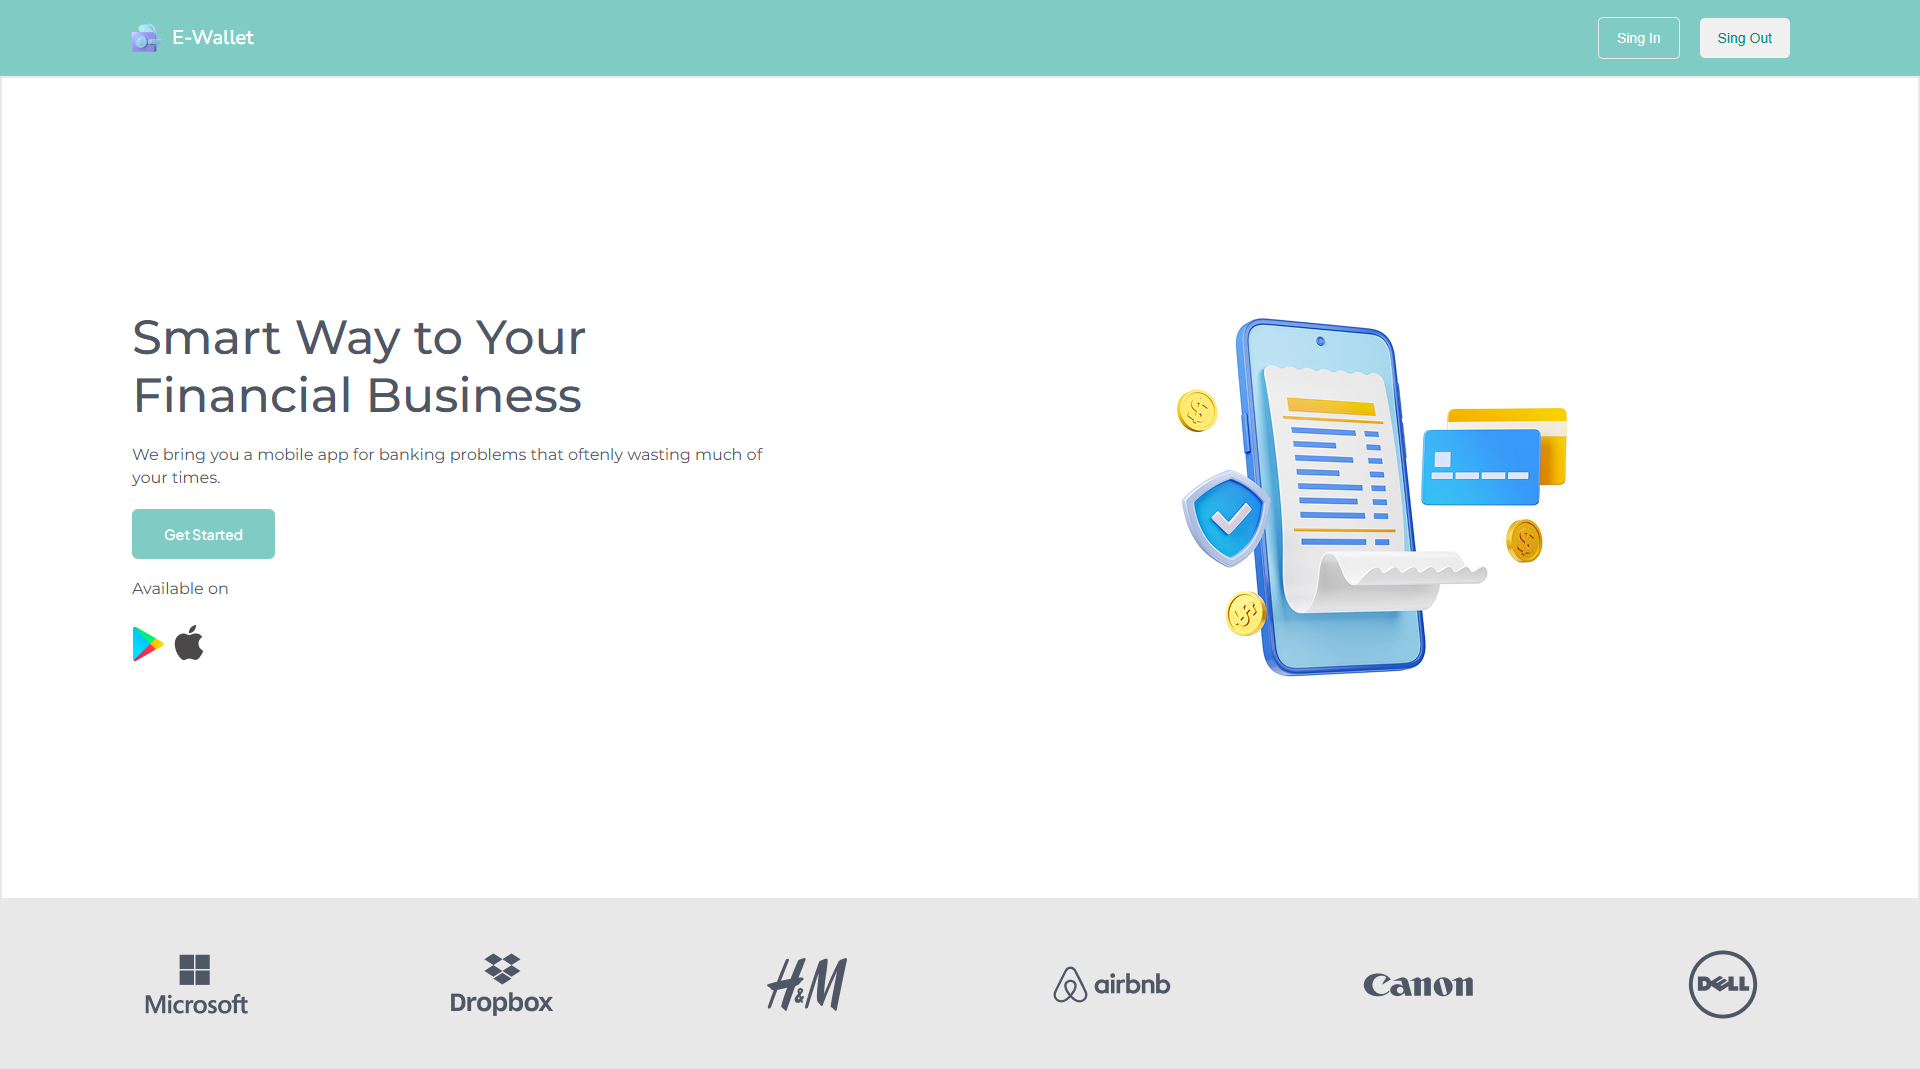 E-Wallet
Sing In
Sing Out
Smart Way to Your
Financial Business
We bring you a mobile app for banking problems that oftenly wasting much of
your times.
Get Started
Available on
Microsoft
Dropbox
H&M
airbnb
Canon
DELL